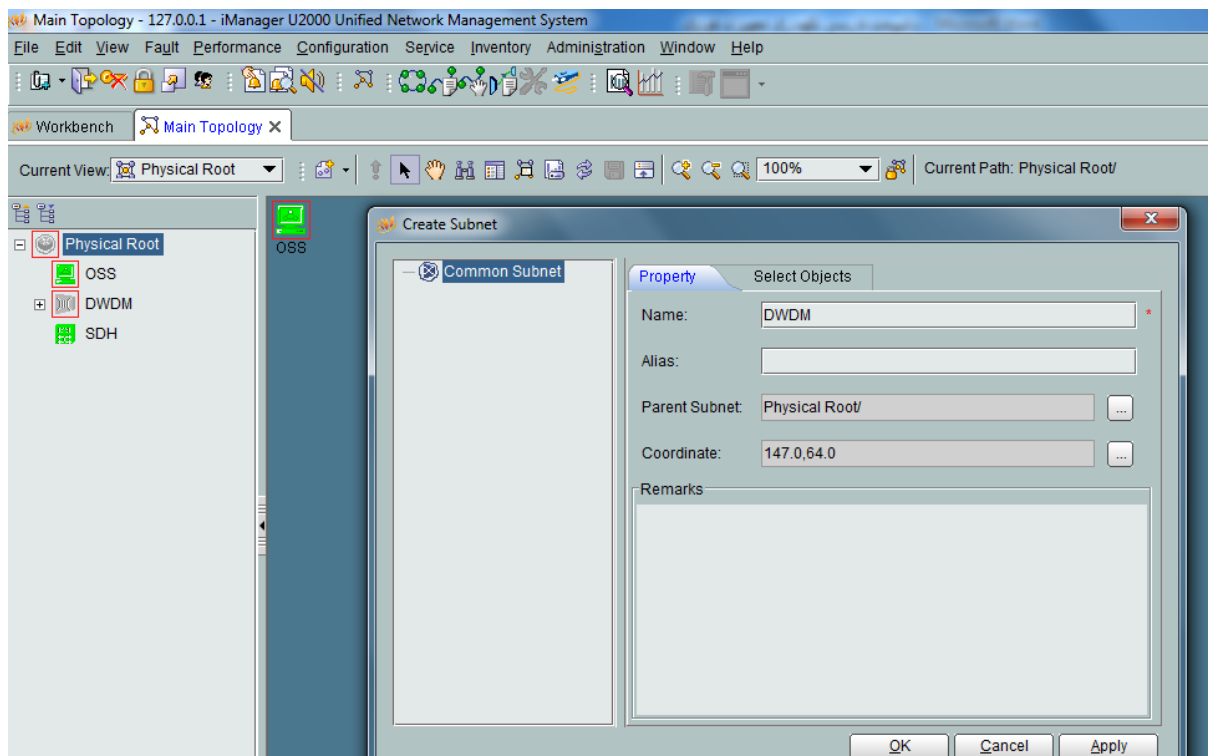 Main Topology - 127.0.0.1 - iManager U2000 Unified Network Management System
File Edit View Fault Performance Configuration Service Inventory Administration Window Help
Workbench Main Topology
Current View: Physical Root 100% Current Path: Physical Root/
Physical Root
OSS
DWDM
SDH
OSS
Create Subnet
Common Subnet
Property Select Objects
Name: DWDM *
Alias:
Parent Subnet: Physical Root/ ...
Coordinate: 147.0,64.0 ...
Remarks
OK Cancel Apply